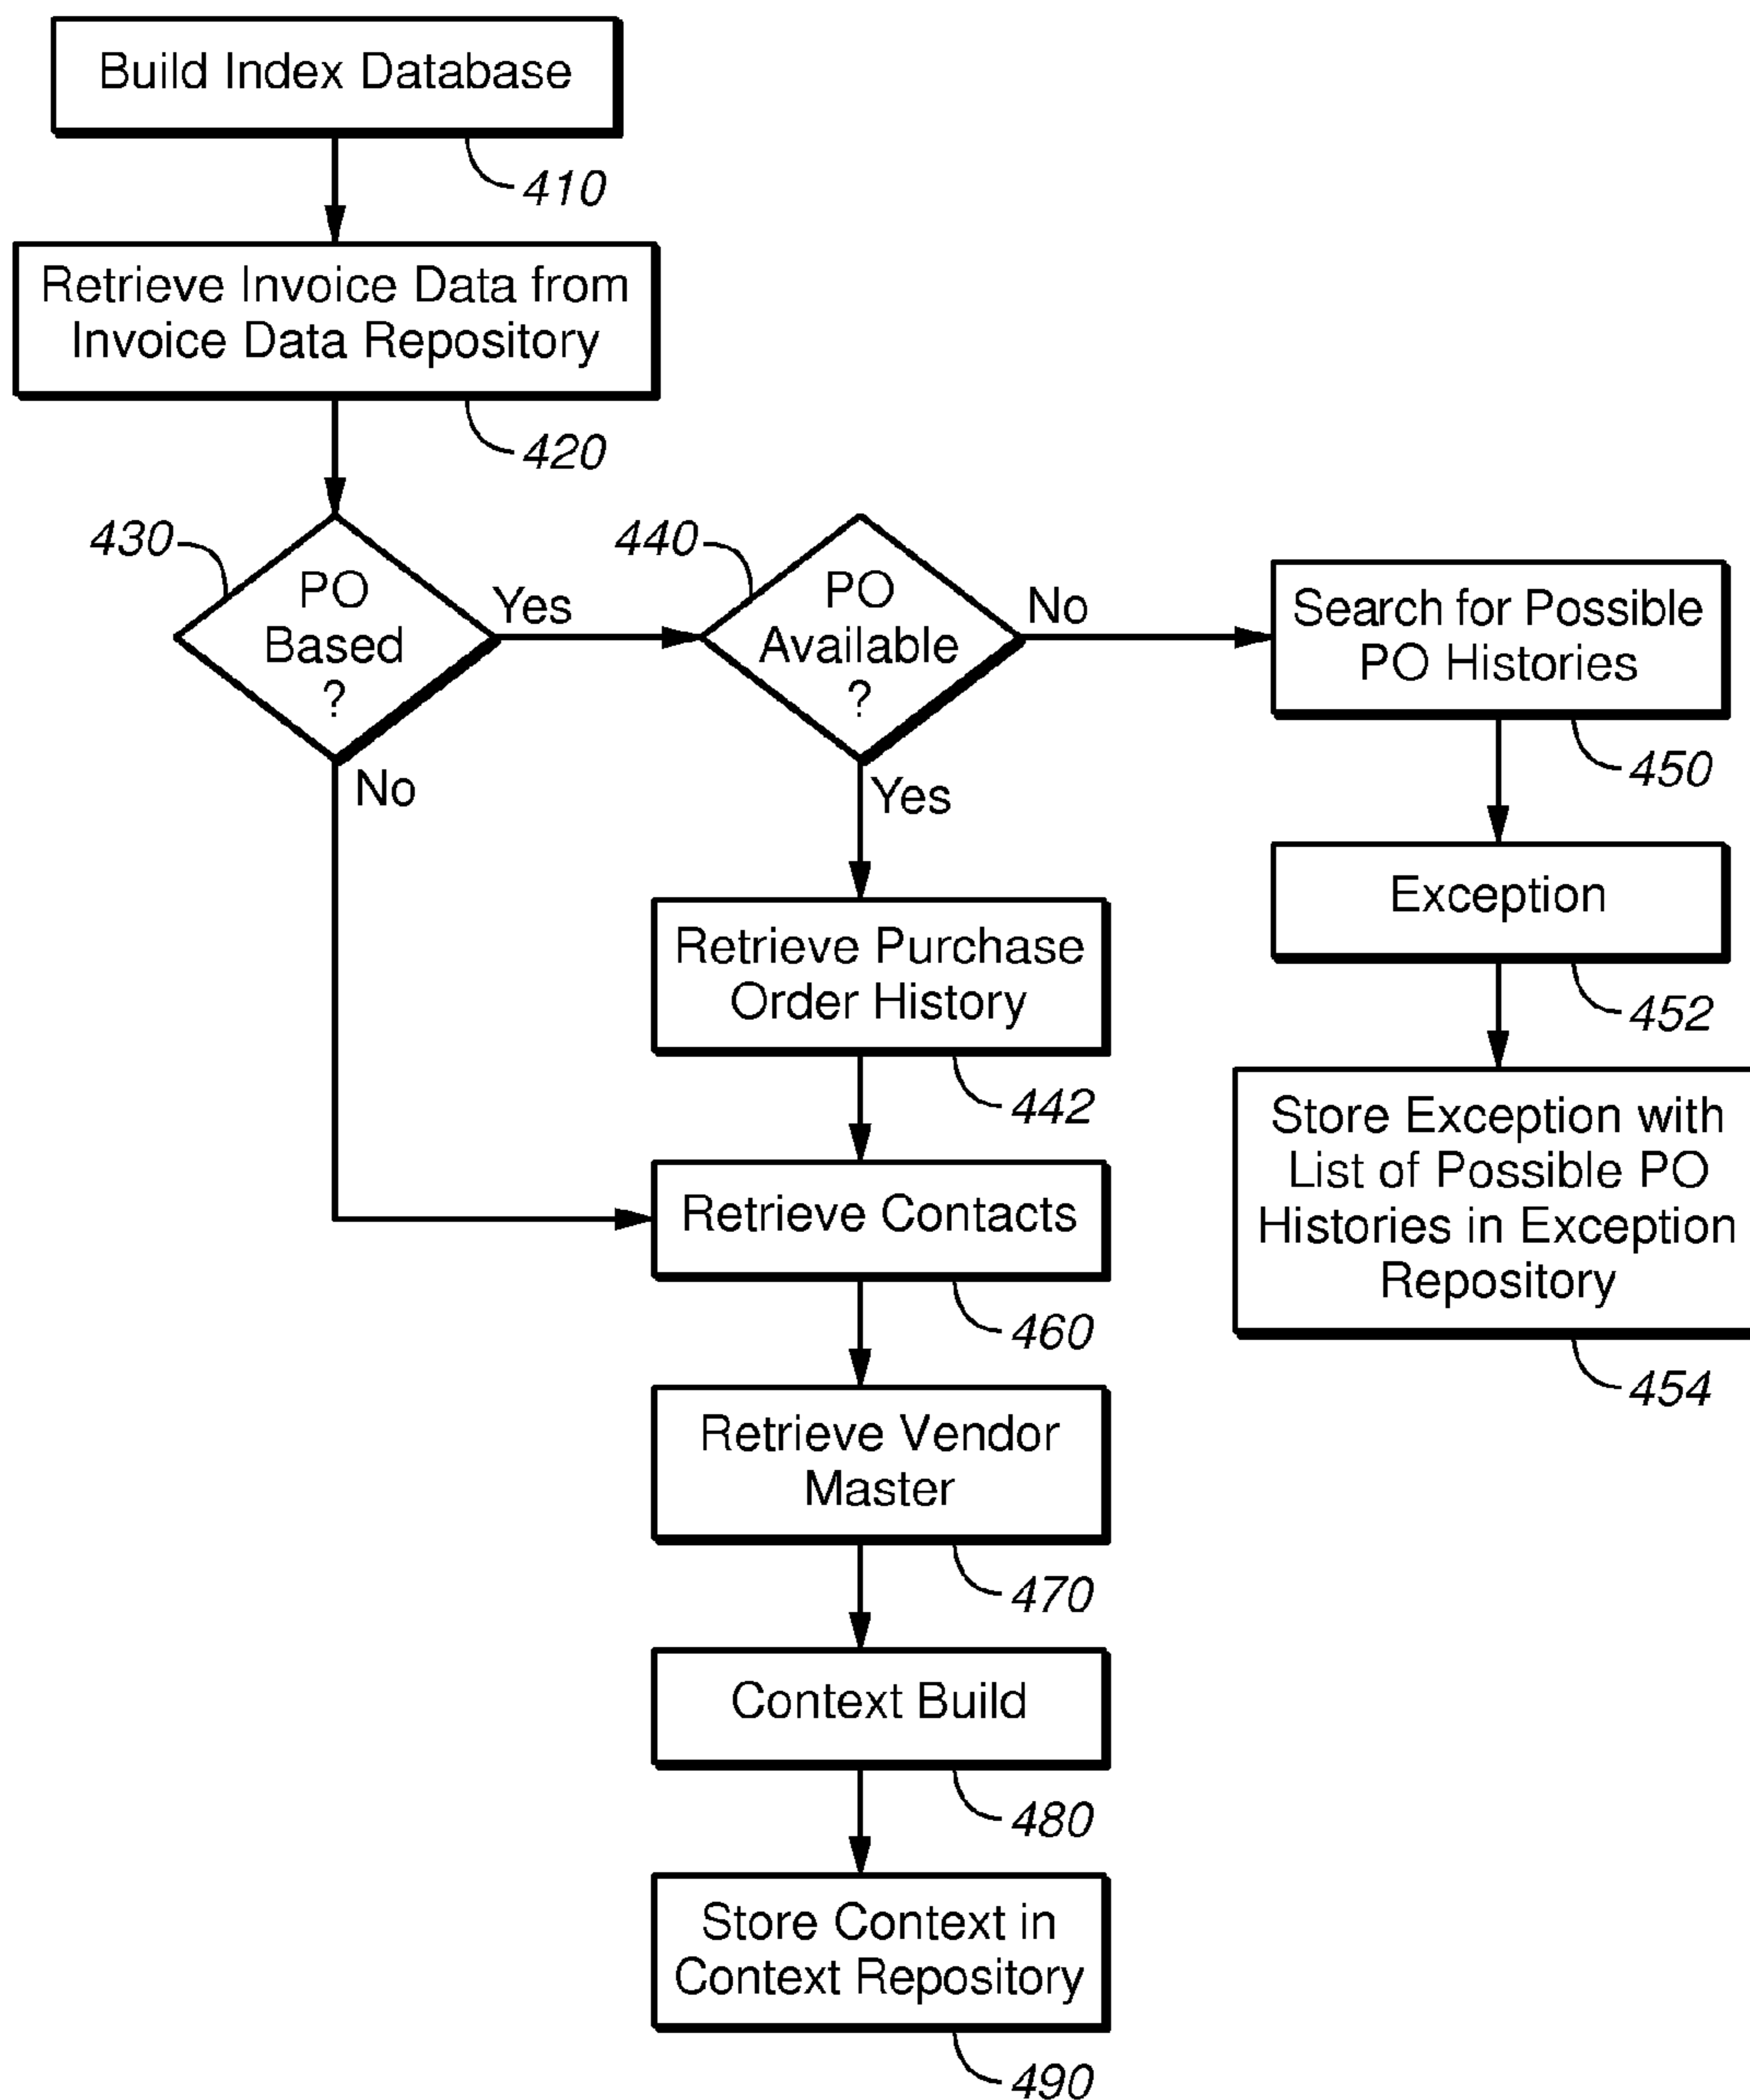 Build Index Database
410
Retrieve Invoice Data from
Invoice Data Repository
420
430
PO
Based
?
Yes
No
440
PO
Available
?
No
Yes
Search for Possible
PO Histories
450
Exception
452
Store Exception with
List of Possible PO
Histories in Exception
Repository
454
Retrieve Purchase
Order History
442
Retrieve Contacts
460
Retrieve Vendor
Master
470
Context Build
480
Store Context in
Context Repository
490